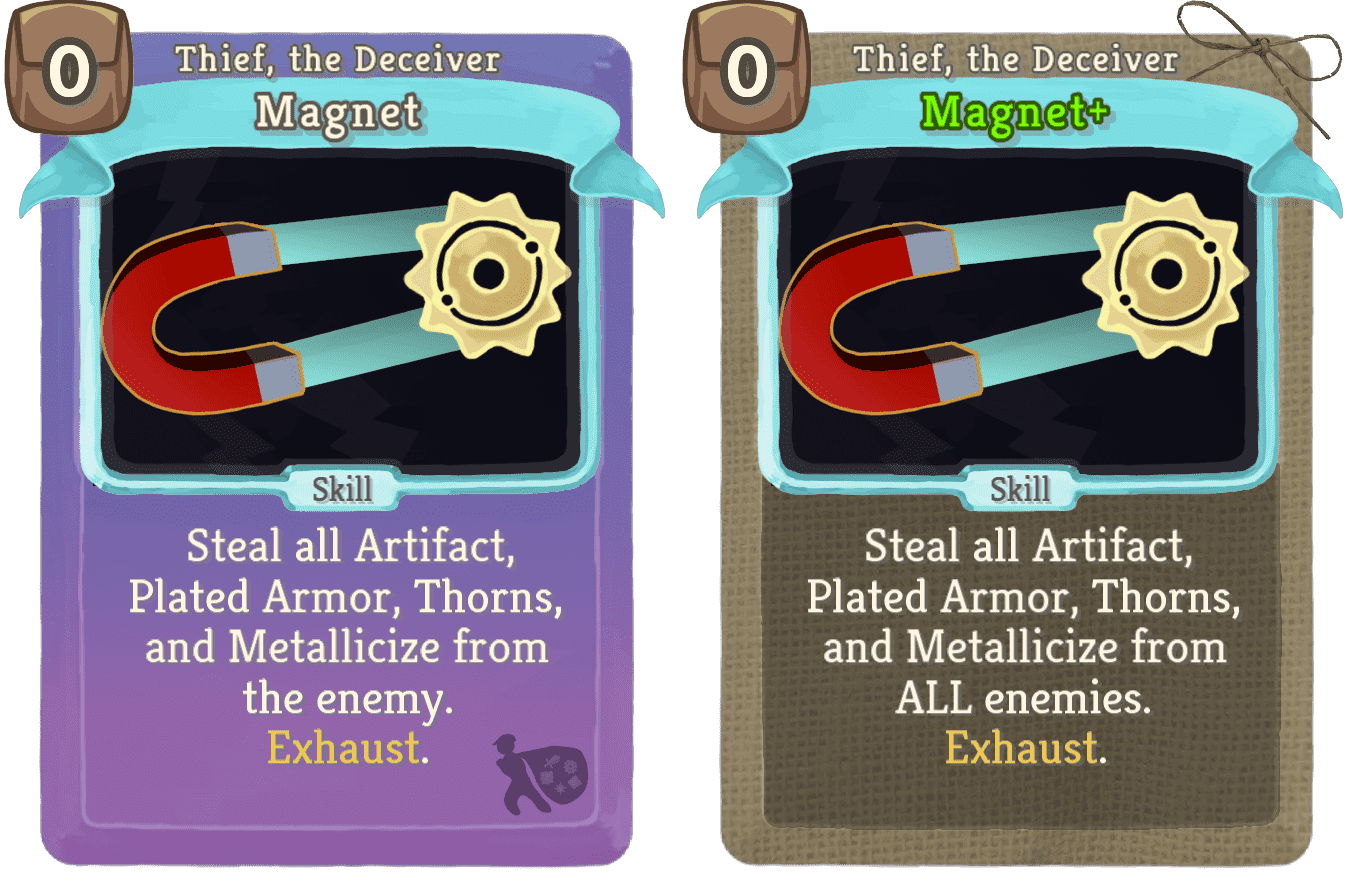 0
Thief, the Deceiver
Magnet
Skill
Steal all Artifact,
Plated Armor, Thorns,
and Metallicize from
the enemy.
Exhaust.
0
Thief, the Deceiver
Magnet+
Skill
Steal all Artifact,
Plated Armor, Thorns,
and Metallicize from
ALL enemies.
Exhaust.